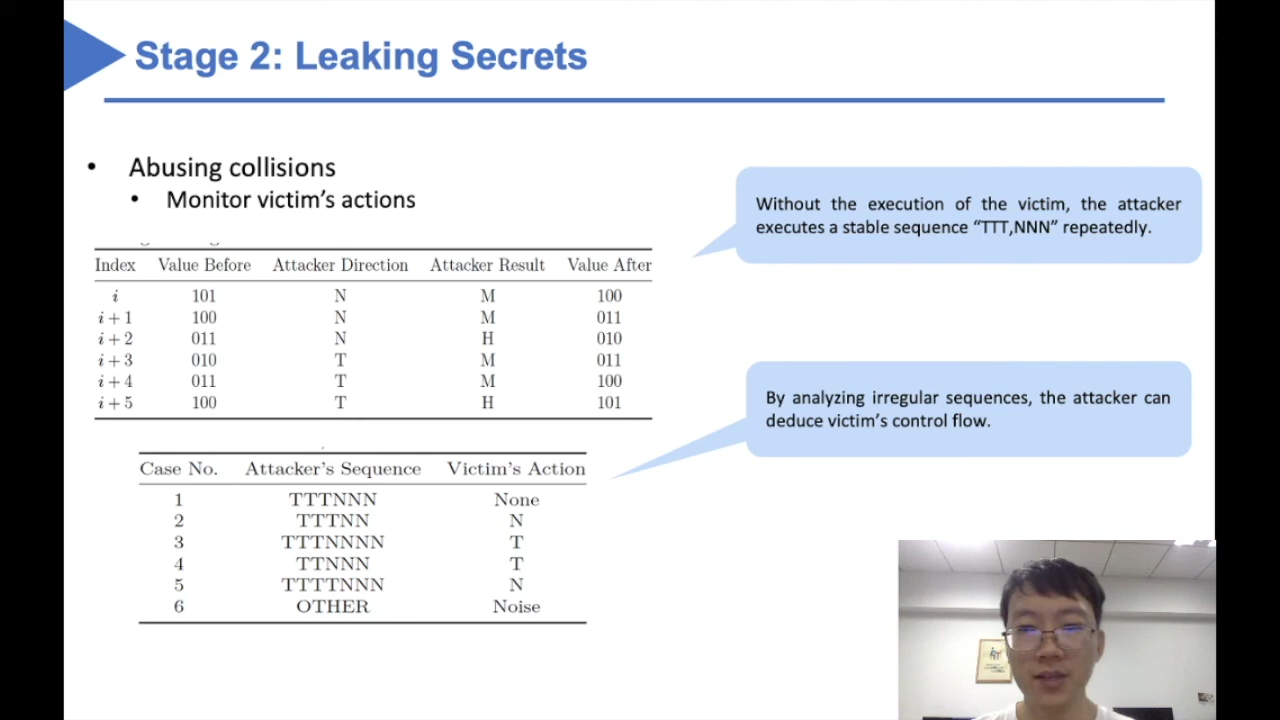 Stage 2: Leaking Secrets
• Abusing collisions
• Monitor victim's actions
Without the execution of the victim, the attacker
executes a stable sequence “TTT,NNN” repeatedly.
Index Value Before Attacker Direction Attacker Result Value After
i 101 N M 100
i + 1 100 N M 011
i + 2 011 N H 010
i + 3 010 T M 011
i + 4 011 T M 100
i + 5 100 T H 101
By analyzing irregular sequences, the attacker can
deduce victim's control flow.
Case No. Attacker's Sequence Victim's Action
1 TTTNNN None
2 TTTNN N
3 TTTNNNN T
4 TTNNN T
5 TTTTNNN N
6 OTHER Noise